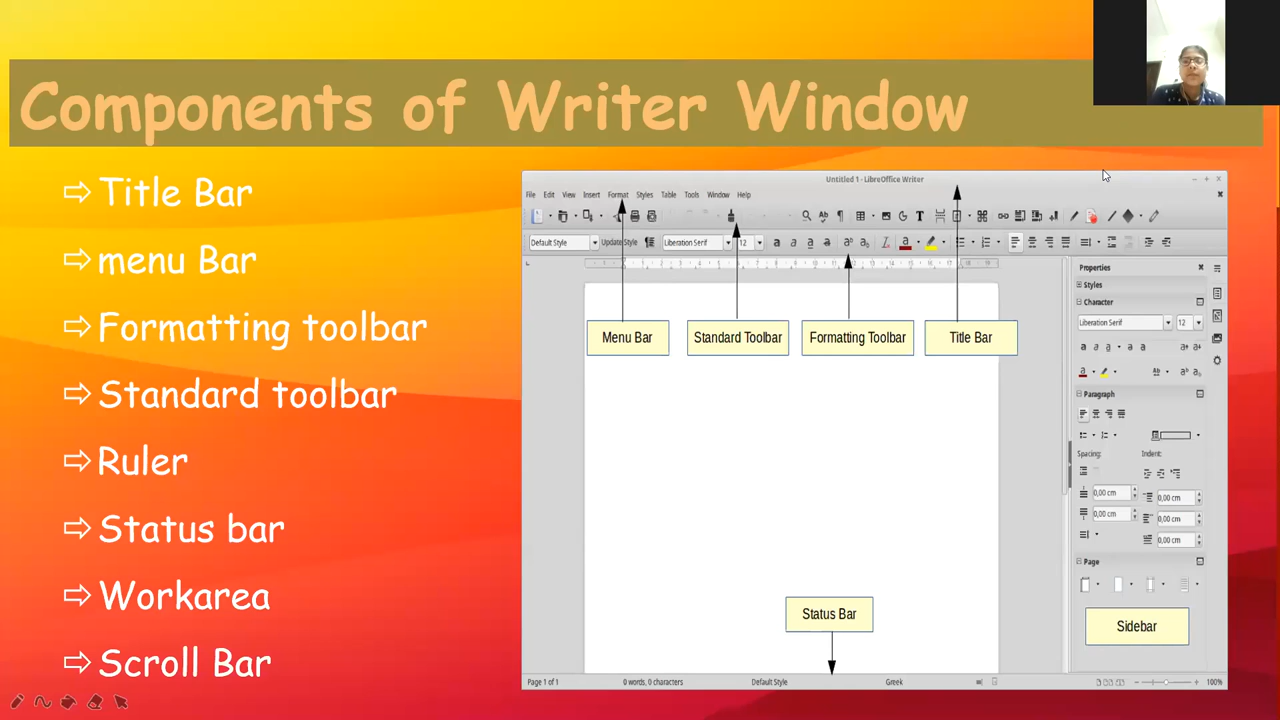 Components of Writer Window
Title Bar
menu Bar
Formatting toolbar
Standard toolbar
Ruler
Status bar
Workarea
Scroll Bar
Untitled 1 - LibreOffice Writer
File Edit View Insert Format Styles Table Tools Window Help
Default Style Update Style Liberation Serif 12
Menu Bar Standard Toolbar Formatting Toolbar Title Bar
Properties
Styles
Character
Liberation Serif 12
Paragraph
Spacing: Indent:
0,00 cm 0,00 cm
0,00 cm 0,00 cm
0,00 cm
Page
Status Bar
Sidebar
Page 1 of 1 0 words, 0 characters Default Style Greek 100%